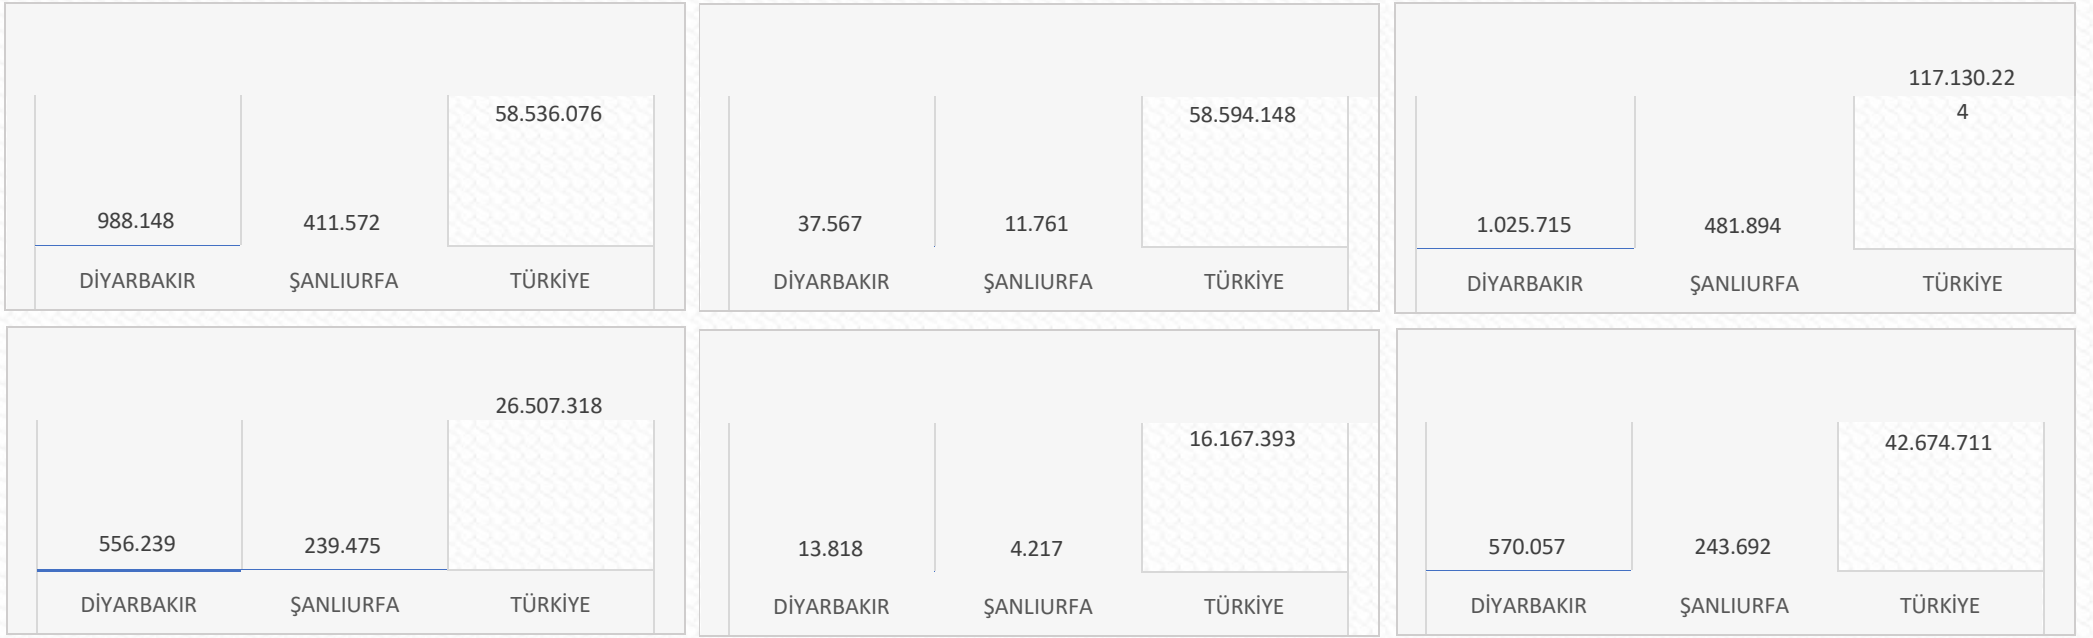 58.536.076
988.148
411.572
DİYARBAKIR
ŞANLIURFA
TÜRKİYE
58.594.148
37.567
11.761
DİYARBAKIR
ŞANLIURFA
TÜRKİYE
117.130.22
4
1.025.715
481.894
DİYARBAKIR
ŞANLIURFA
TÜRKİYE
26.507.318
556.239
239.475
DİYARBAKIR
ŞANLIURFA
TÜRKİYE
16.167.393
13.818
4.217
DİYARBAKIR
ŞANLIURFA
TÜRKİYE
42.674.711
570.057
243.692
DİYARBAKIR
ŞANLIURFA
TÜRKİYE